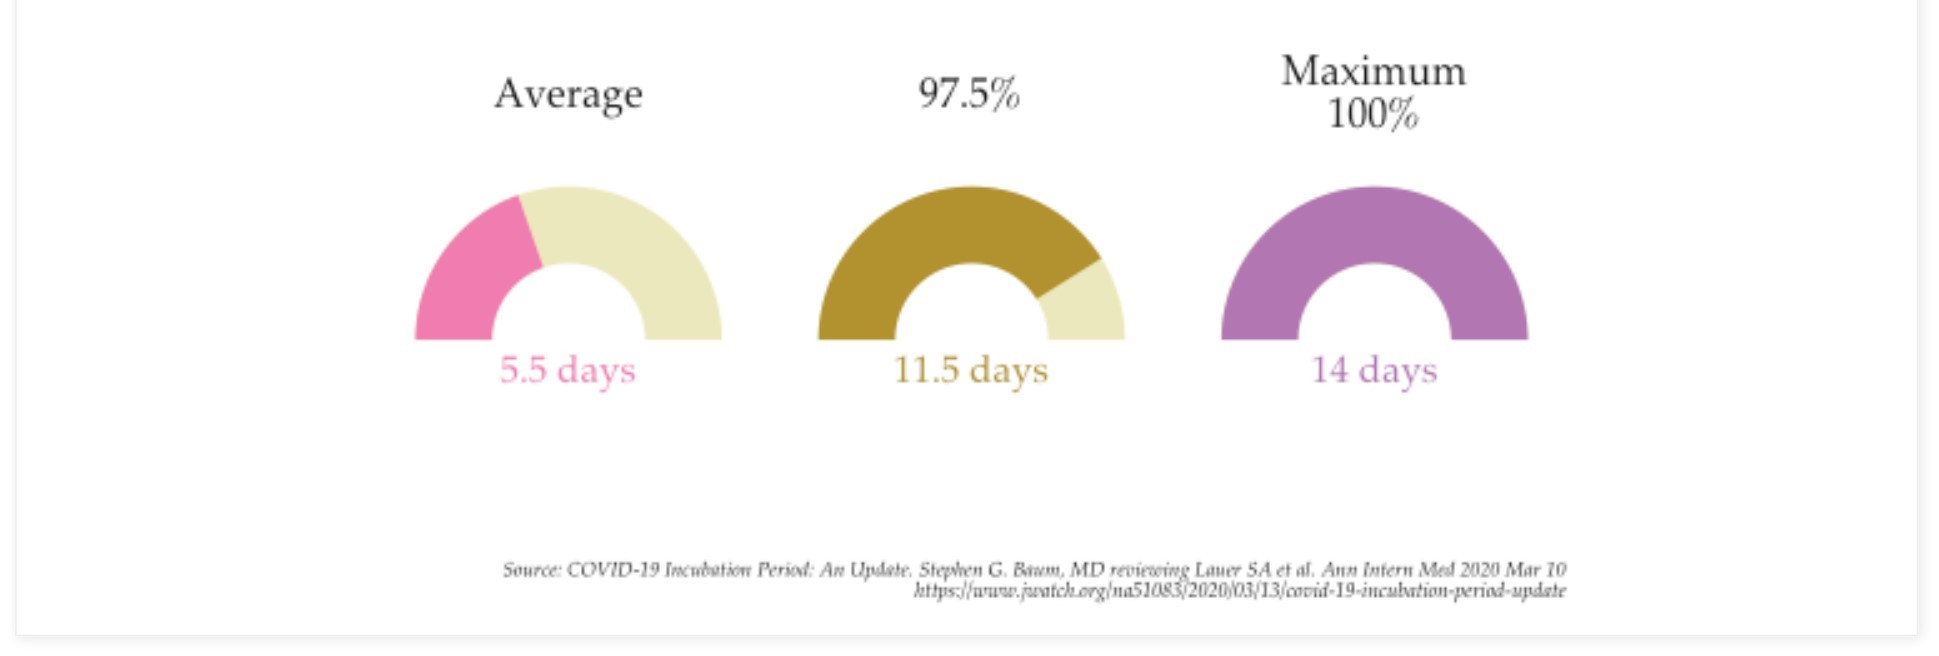 Average
97.5%
Maximum
100%
5.5 days
11.5 days
14 days
Source: COVID-19 Incubation Period: An Update. Stephen G. Baum, MD reviewing Lauer SA et al. Ann Intern Med 2020 Mar 10
https://www.jwatch.org/na51083/2020/03/13/covid-19-incubation-period-update